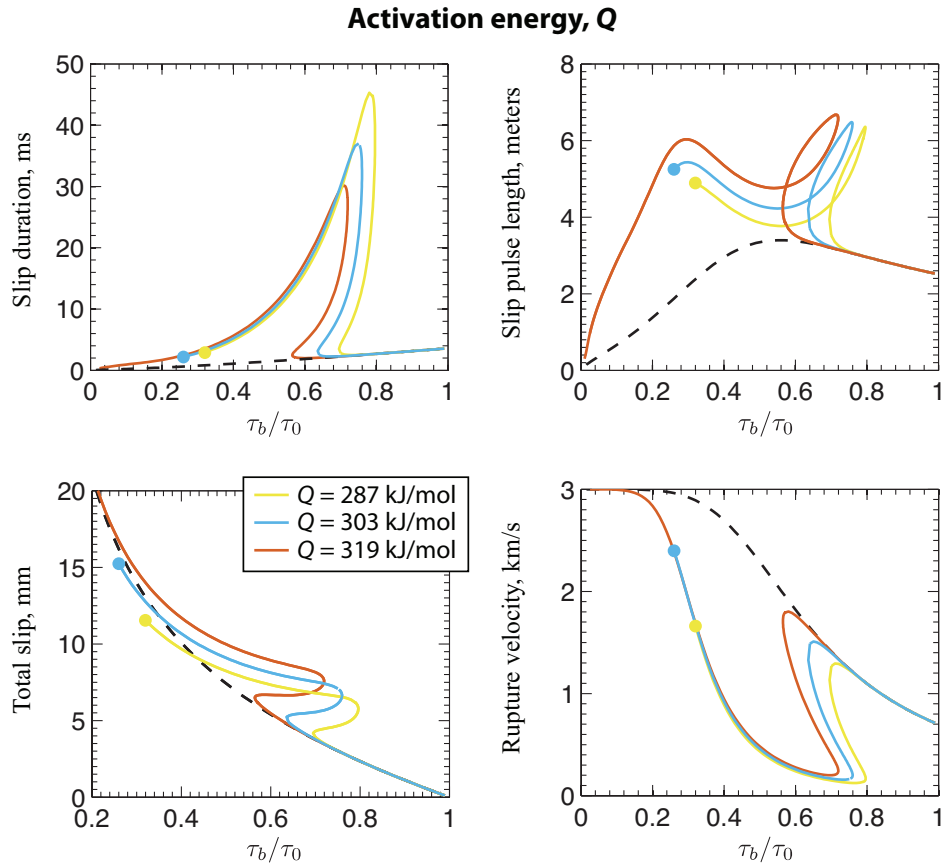 Activation energy, Q
50
40
30
20
10
0
Slip duration, ms
0 0.2 0.4 0.6 0.8 1
τb/τ0
8
6
4
2
0
Slip pulse length, meters
0 0.2 0.4 0.6 0.8 1
τb/τ0
20
15
10
5
0
Total slip, mm
Q = 287 kJ/mol
Q = 303 kJ/mol
Q = 319 kJ/mol
0.2 0.4 0.6 0.8 1
τb/τ0
3
2
1
0
Rupture velocity, km/s
0 0.2 0.4 0.6 0.8 1
τb/τ0